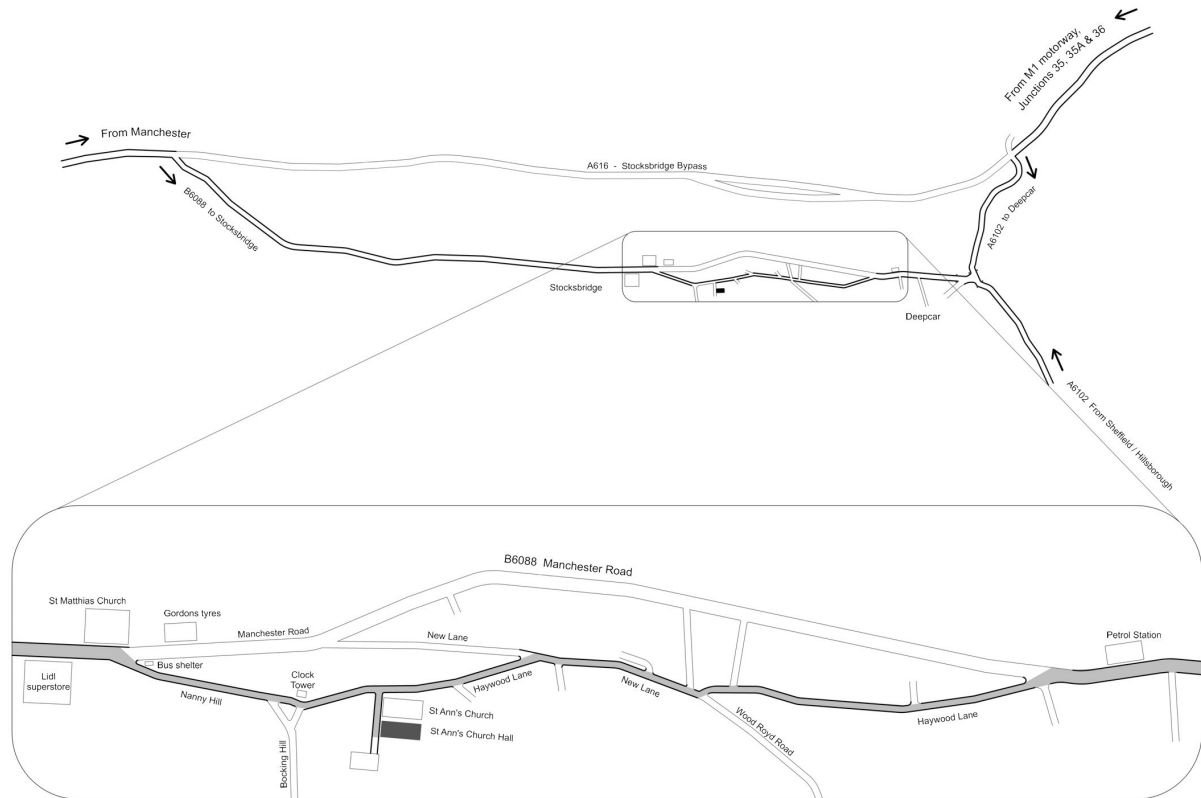 From M1 motorway,
Junctions 35, 35A & 36
From Manchester
A616 - Stocksbridge Bypass
B6088 to Stocksbridge
A6102 to Deepcar
Stocksbridge
Deepcar
A6102 From Sheffield / Hillsborough
B6088 Manchester Road
St Matthias Church
Gordons tyres
Manchester Road
New Lane
Petrol Station
Bus shelter
Lidl
superstore
Clock
Tower
Nanny Hill
Haywood Lane
New Lane
St Ann's Church
St Ann's Church Hall
Haywood Lane
Wood Royd Road
Bocking Hill